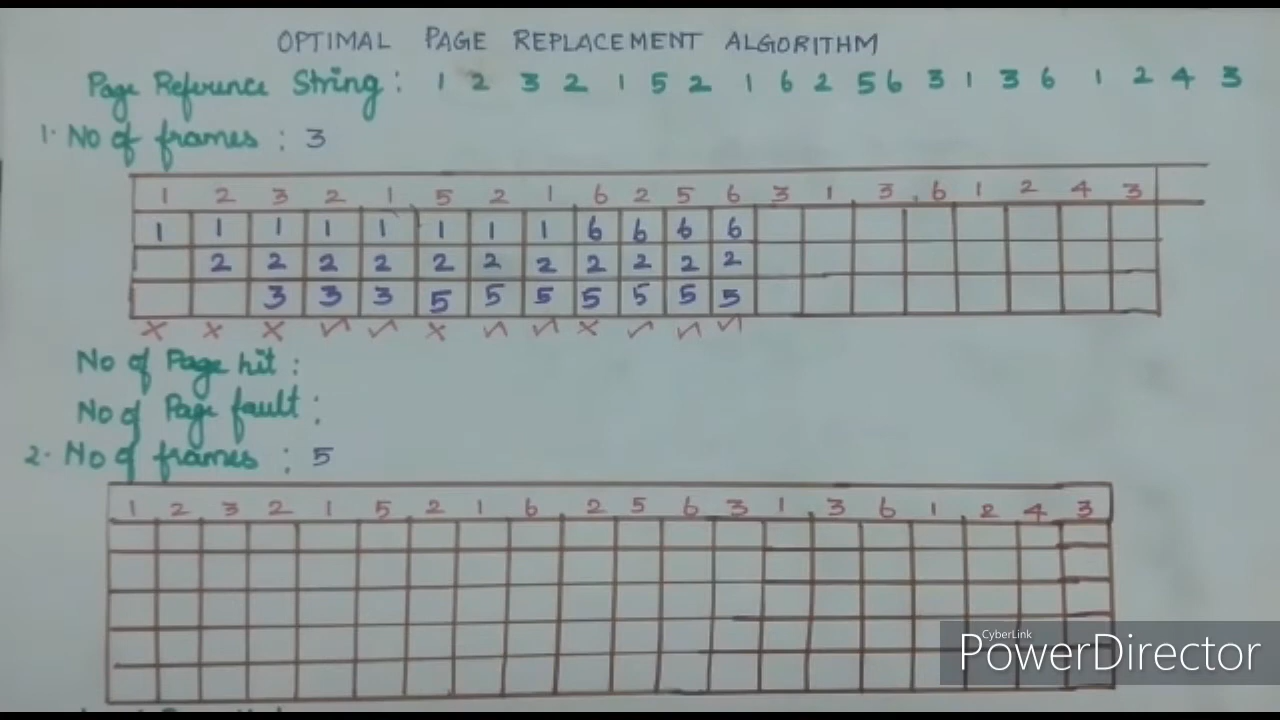 OPTIMAL PAGE REPLACEMENT ALGORITHM
Page Reference String : 1 2 3 2 1 5 2 1 6 2 5 6 3 1 3 6 1 2 4 3
1. No of frames : 3
1 2 3 2 1 5 2 1 6 2 5 6 3 1 3 6 1 2 4 3
1 1 1 1 1 1 1 1 6 6 6 6
2 2 2 2 2 2 2 2 2 2 2
3 3 3 5 5 5 5 5 5 5
× × × ✓ ✓ × ✓ ✓ × ✓ ✓ ✓
No of Page hit :
No of Page fault :
2. No of frames : 5
1 2 3 2 1 5 2 1 6 2 5 6 3 1 3 6 1 2 4 3
CyberLink
PowerDirector